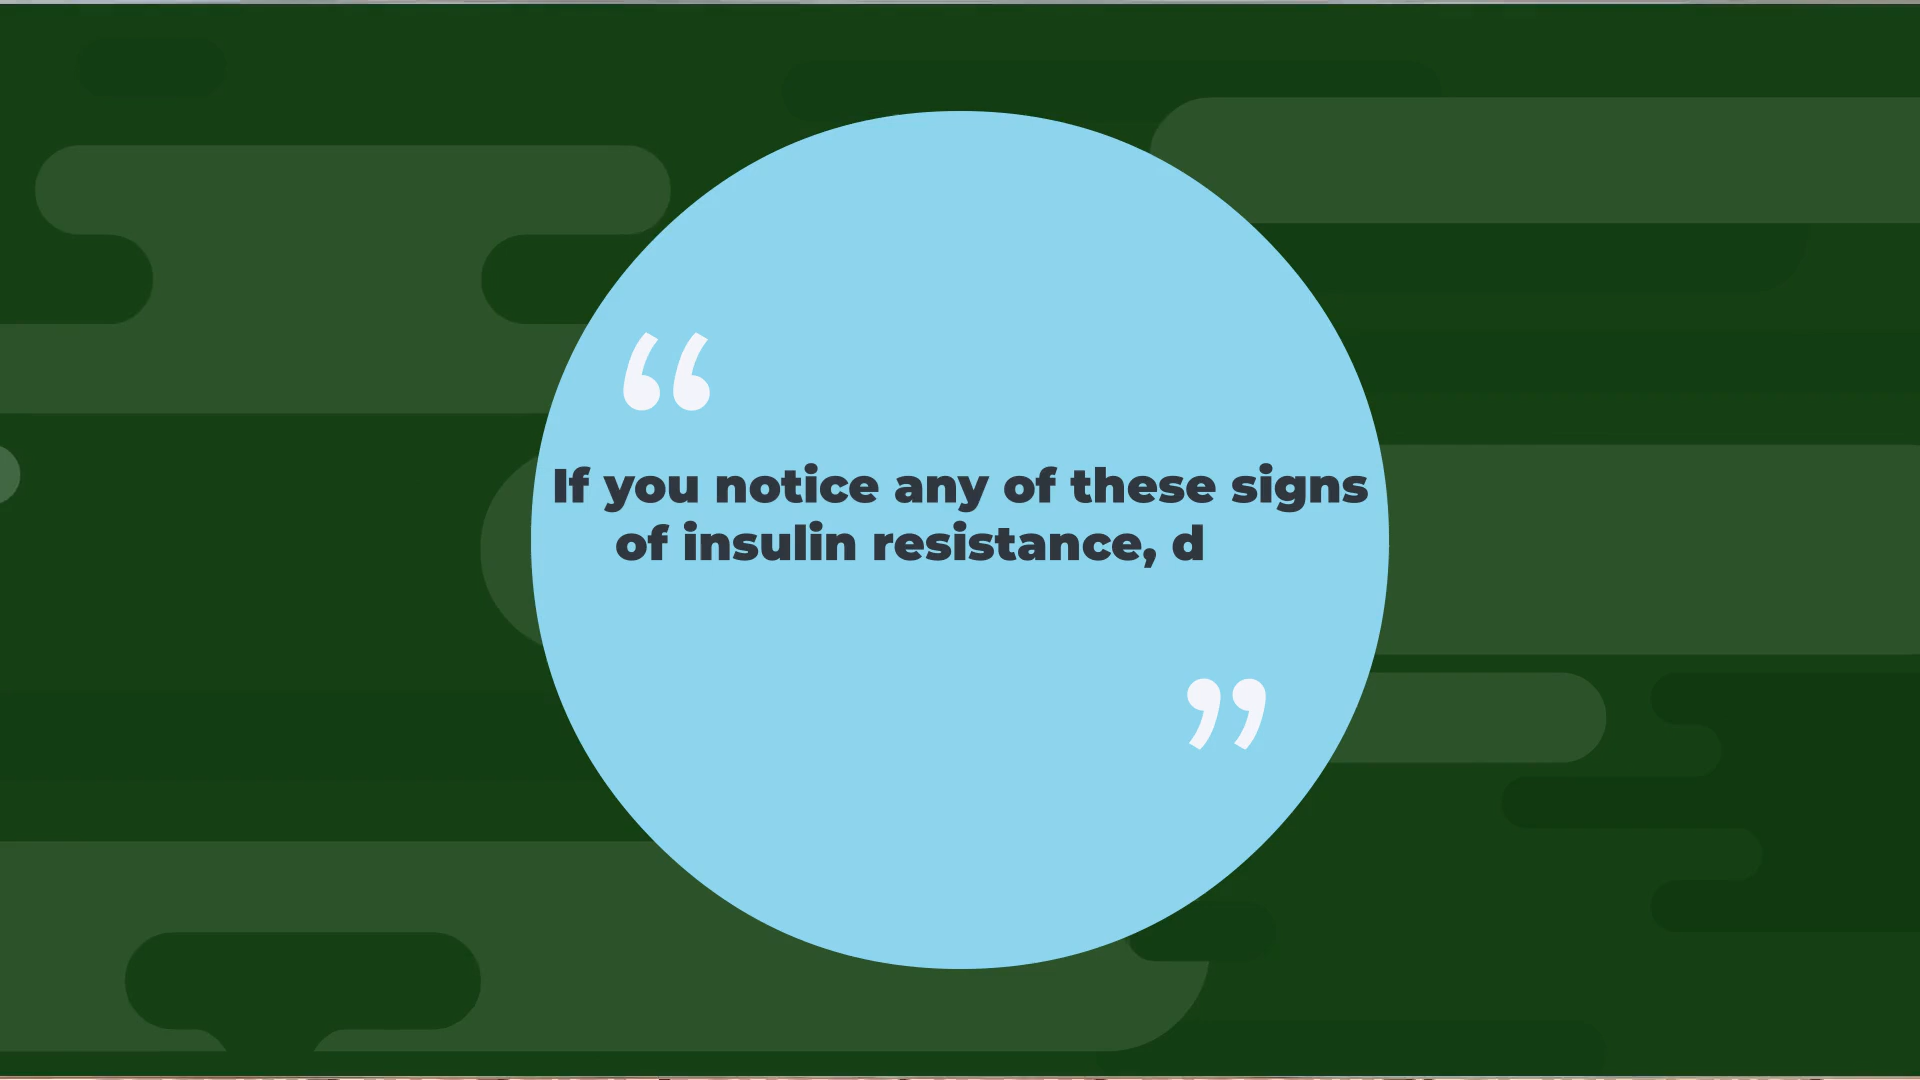 “
If you notice any of these signs
of insulin resistance, d
”